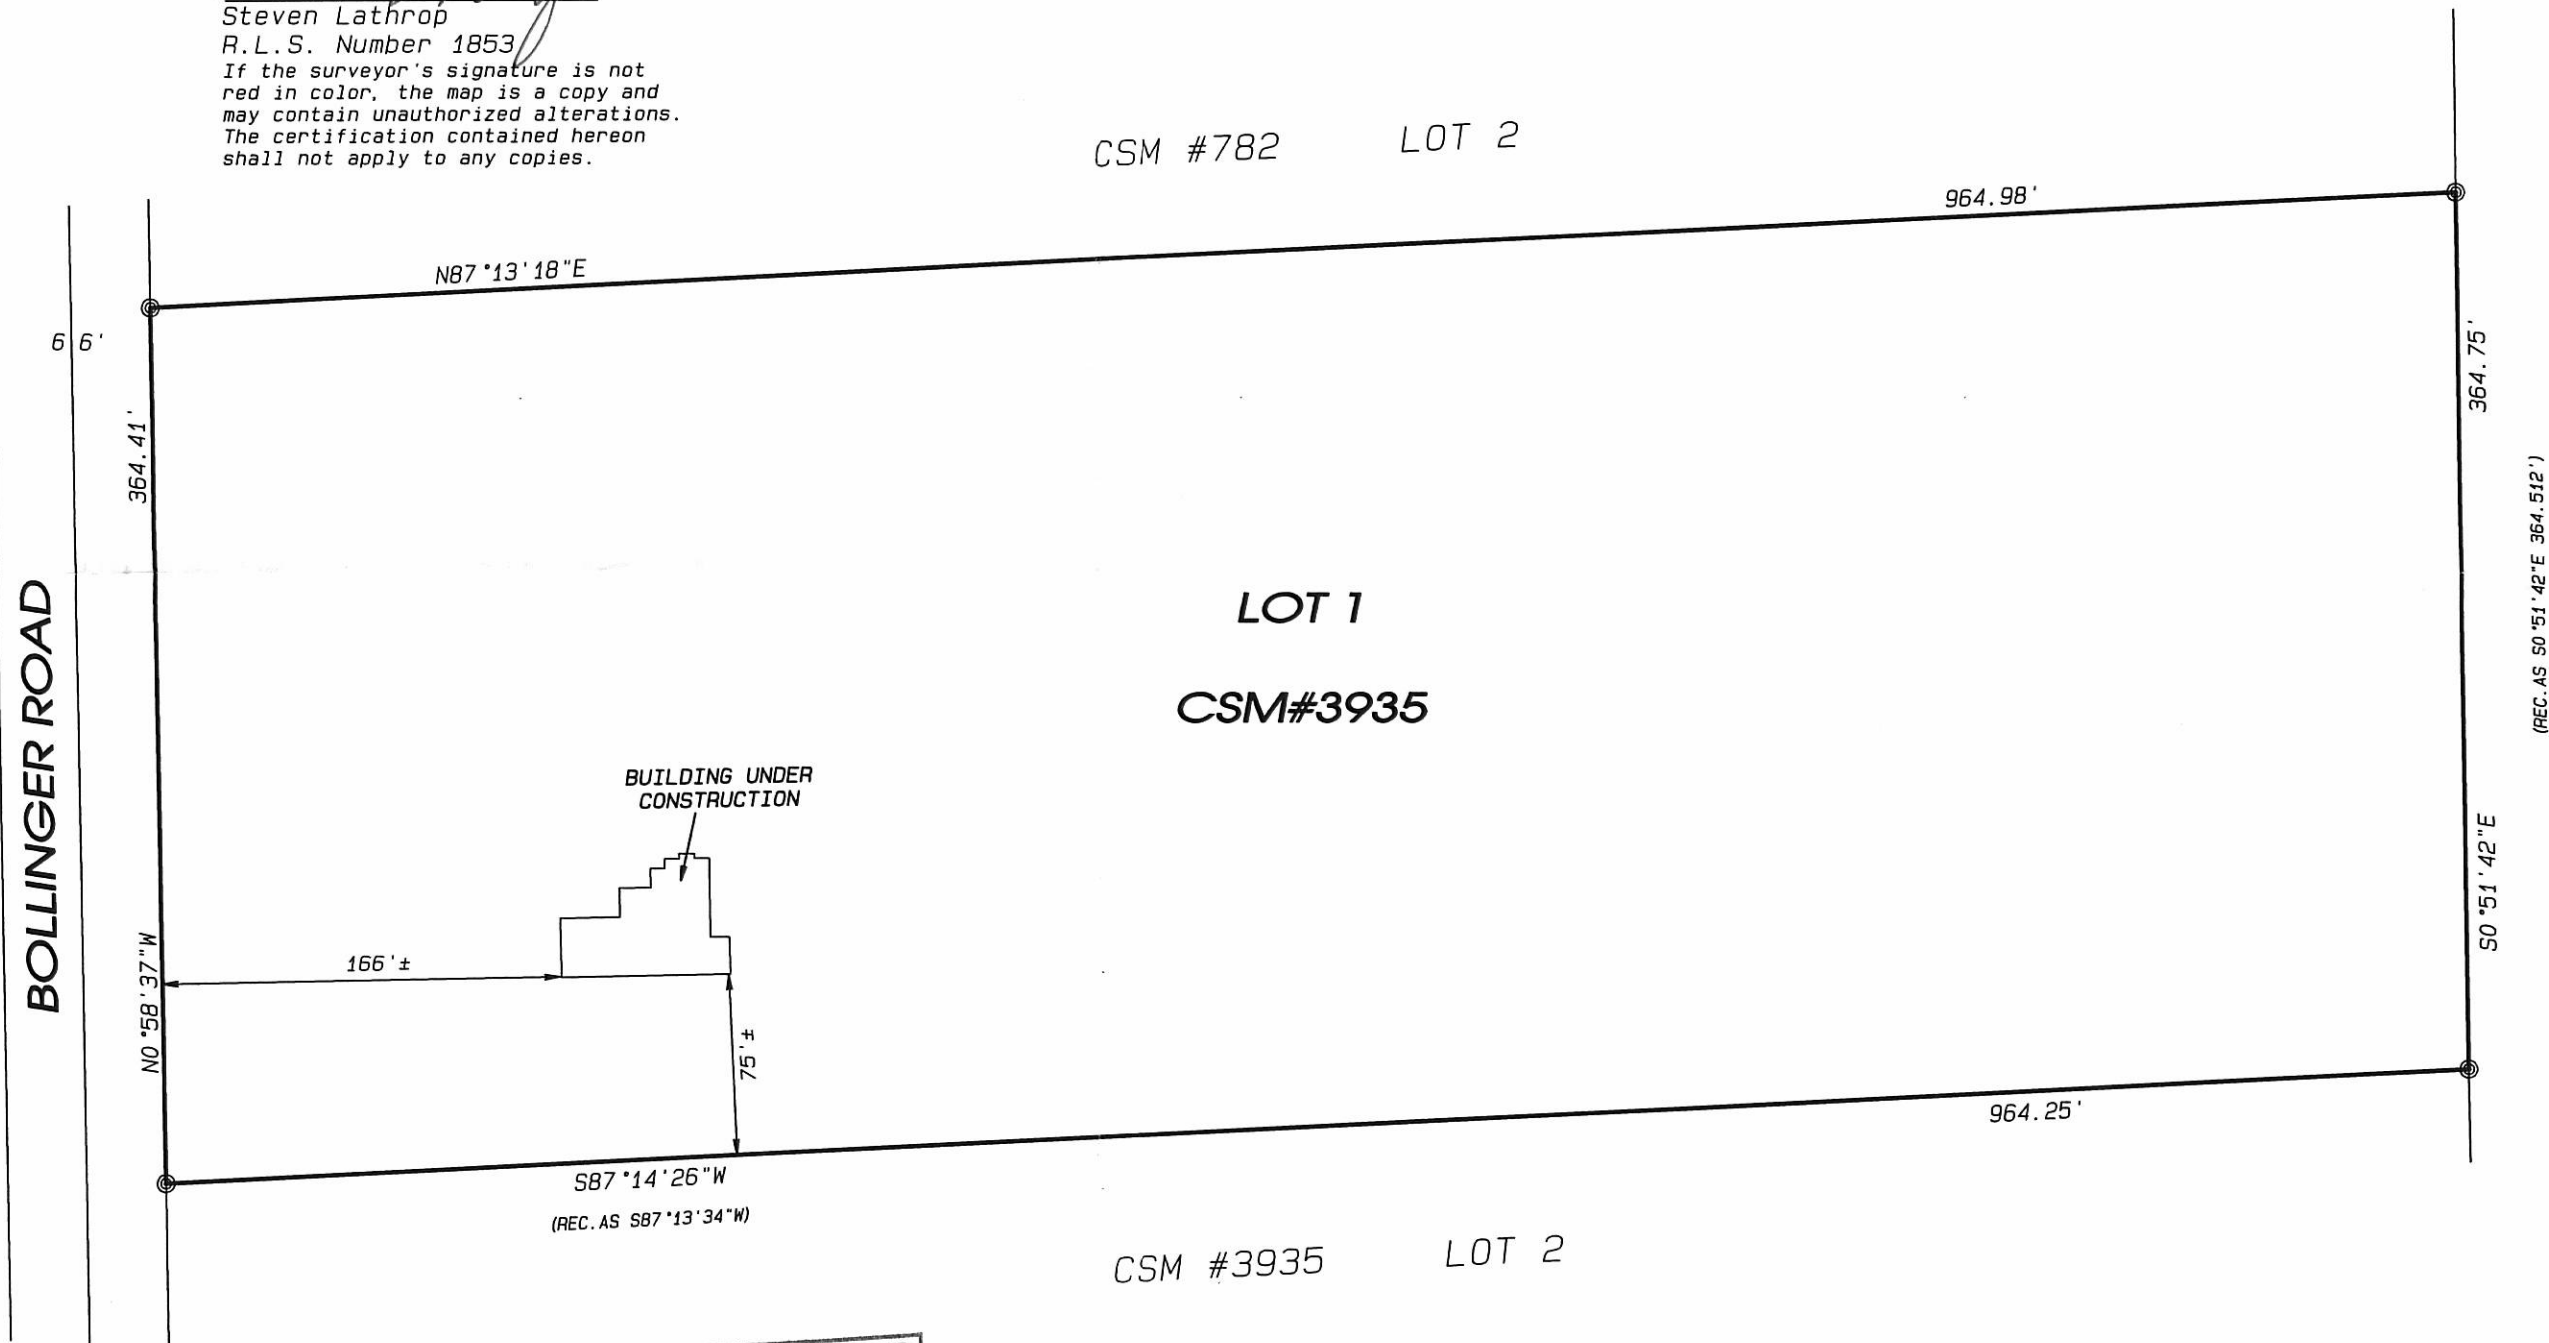 Steven Lathrop
R.L.S. Number 1853
If the surveyor's signature is not
red in color, the map is a copy and
may contain unauthorized alterations.
The certification contained hereon
shall not apply to any copies.
CSM #782 LOT 2
964.98'
N87°13'18"E
66'
364.41'
364.75'
(REC.AS S0°51'42"E 364.512')
BOLLINGER ROAD
LOT 1
CSM#3935
BUILDING UNDER
CONSTRUCTION
S0°51'42"E
N0°58'37"W
166'±
75'±
964.25'
S87°14'26"W
(REC.AS S87°13'34"W)
CSM #3935 LOT 2